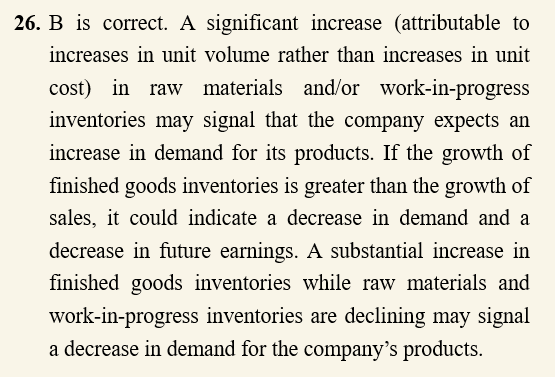 26. B is correct. A significant increase (attributable to
increases in unit volume rather than increases in unit
cost) in raw materials and/or work-in-progress
inventories may signal that the company expects an
increase in demand for its products. If the growth of
finished goods inventories is greater than the growth of
sales, it could indicate a decrease in demand and a
decrease in future earnings. A substantial increase in
finished goods inventories while raw materials and
work-in-progress inventories are declining may signal
a decrease in demand for the company’s products.